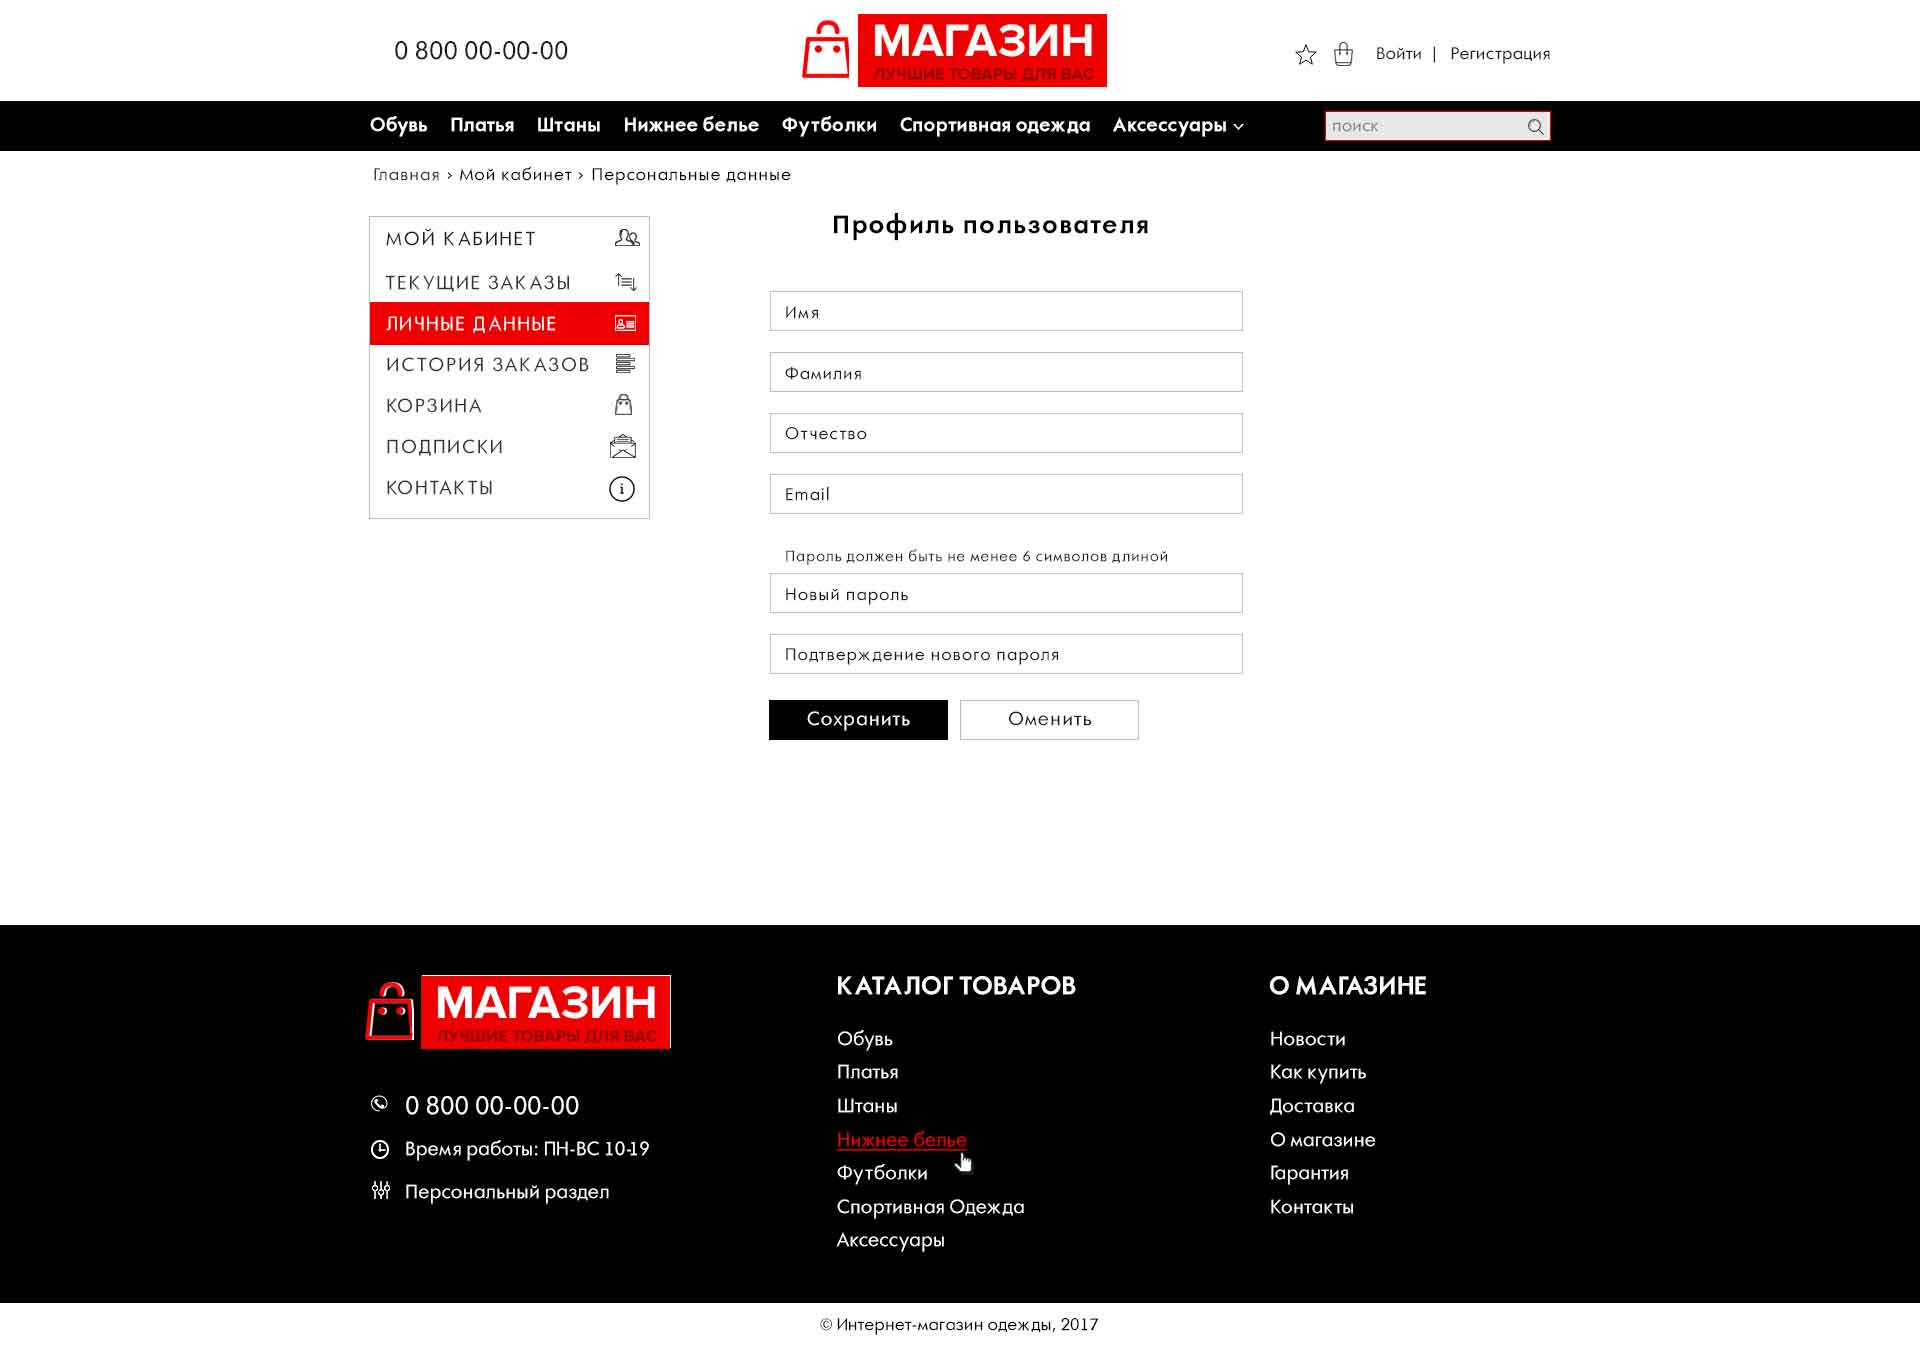 0 800 00-00-00
МАГАЗИН
ЛУЧШИЕ ТОВАРЫ ДЛЯ ВАС
Войти | Регистрация
Обувь Платья Штаны Нижнее белье Футболки Спортивная одежда Аксессуары
поиск
Главная › Мой кабинет › Персональные данные
МОЙ КАБИНЕТ
ТЕКУЩИЕ ЗАКАЗЫ
ЛИЧНЫЕ ДАННЫЕ
ИСТОРИЯ ЗАКАЗОВ
КОРЗИНА
ПОДПИСКИ
КОНТАКТЫ
Профиль пользователя
Имя
Фамилия
Отчество
Email
Пароль должен быть не менее 6 символов длиной
Новый пароль
Подтверждение нового пароля
Сохранить
Оменить
МАГАЗИН
ЛУЧШИЕ ТОВАРЫ ДЛЯ ВАС
0 800 00-00-00
Время работы: ПН-ВС 10-19
Персональный раздел
КАТАЛОГ ТОВАРОВ
Обувь
Платья
Штаны
Нижнее белье
Футболки
Спортивная Одежда
Аксессуары
О МАГАЗИНЕ
Новости
Как купить
Доставка
О магазине
Гарантия
Контакты
© Интернет-магазин одежды, 2017